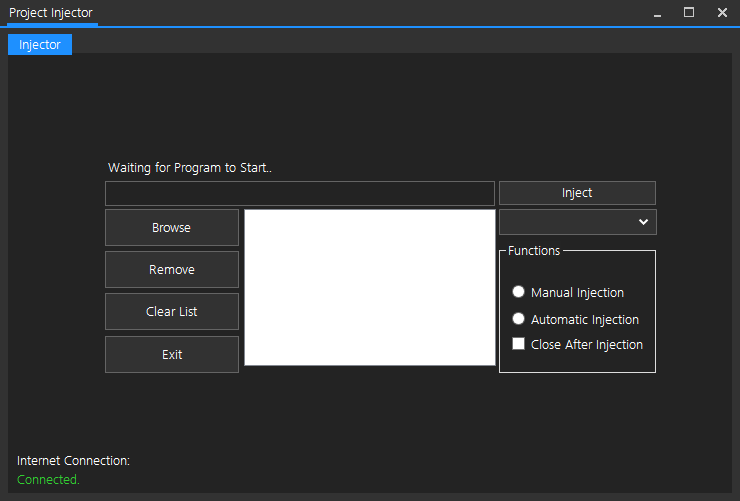 Project Injector
Injector
Waiting for Program to Start..
Inject
Browse
Remove
Clear List
Exit
Functions
Manual Injection
Automatic Injection
Close After Injection
Internet Connection:
Connected.